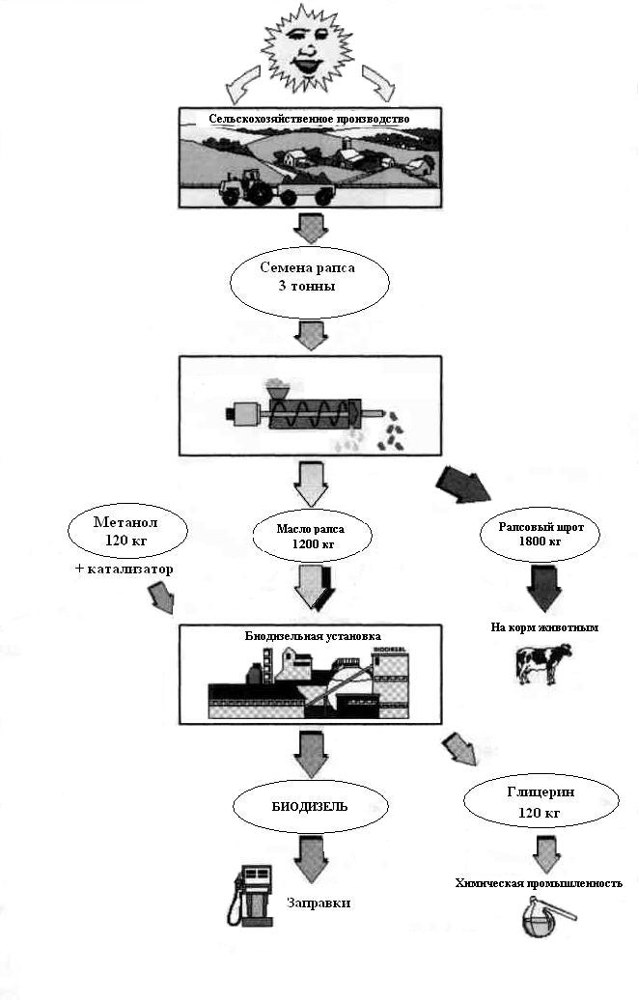 Сельскохозяйственное производство
Семена рапса
3 тонны
Метанол
120 кг
+ катализатор
Масло рапса
1200 кг
Рапсовый шрот
1800 кг
На корм животным
Биодизельная установка
BIODIESEL
БИОДИЗЕЛЬ
Глицерин
120 кг
Химическая промышленность
Заправки